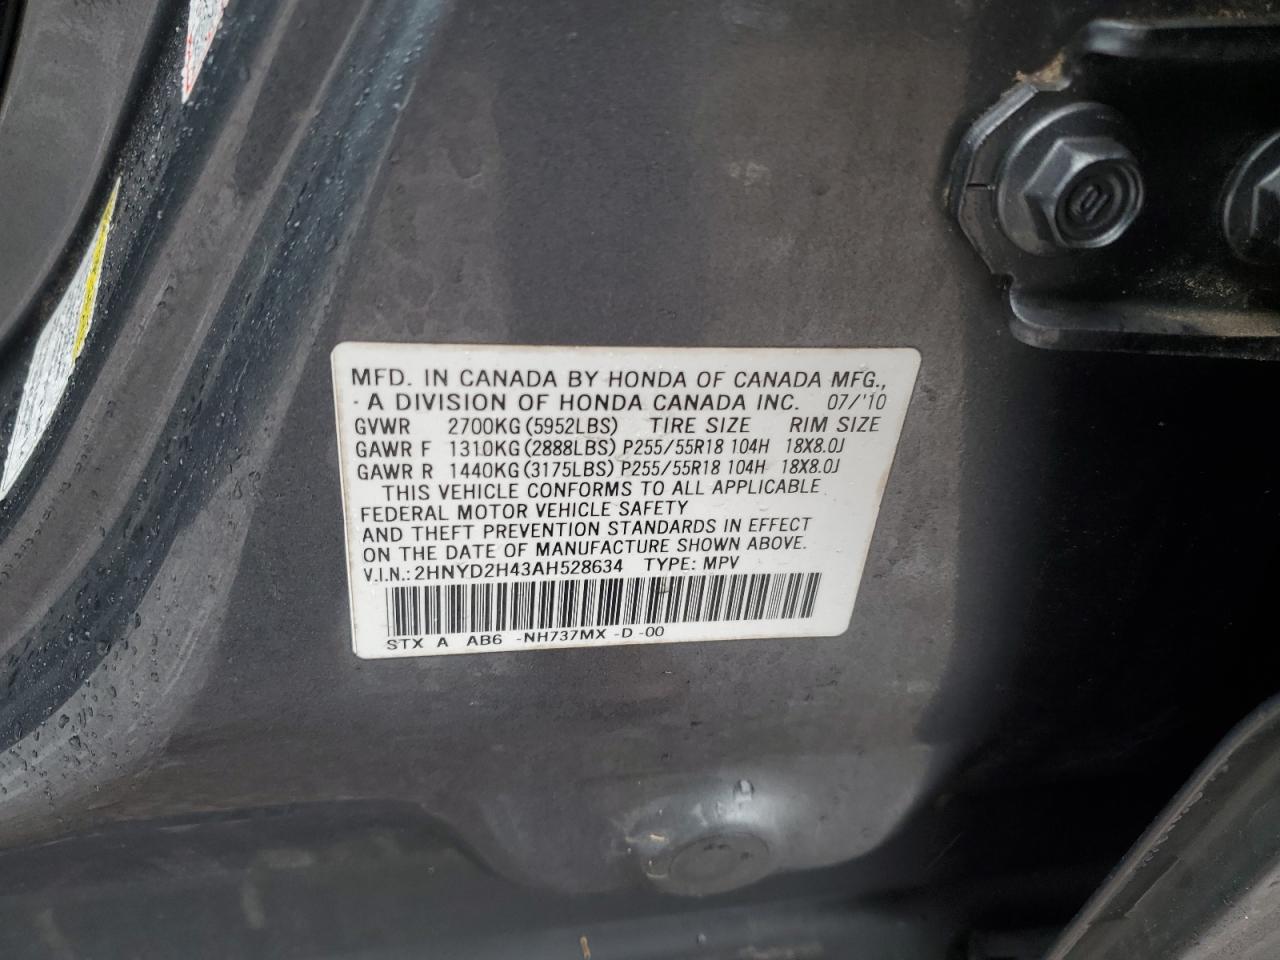 MFD. IN CANADA BY HONDA OF CANADA MFG.,
A DIVISION OF HONDA CANADA INC. 07/'10
GVWR 2700KG(5952LBS) TIRE SIZE RIM SIZE
GAWR F 1310KG(2888LBS) P255/55R18 104H 18X8.0J
GAWR R 1440KG(3175LBS) P255/55R18 104H 18X8.0J
THIS VEHICLE CONFORMS TO ALL APPLICABLE
FEDERAL MOTOR VEHICLE SAFETY
AND THEFT PREVENTION STANDARDS IN EFFECT
ON THE DATE OF MANUFACTURE SHOWN ABOVE.
V.I.N.:2HNYD2H43AH528634 TYPE: MPV
STX A AB6 -NH737MX -D -00